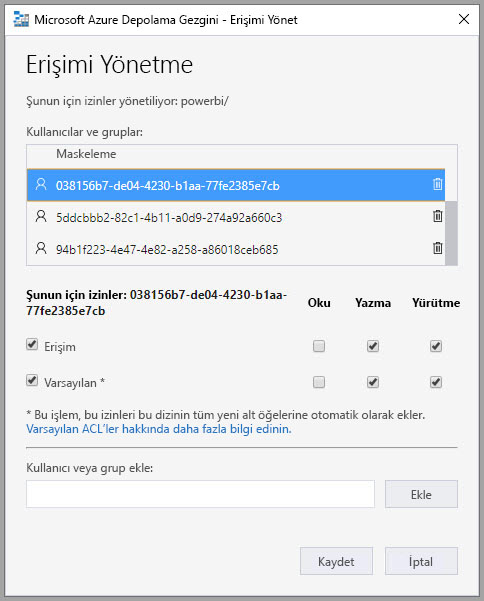 Microsoft Azure Depolama Gezgini - Erişimi Yönet
Erişimi Yönetme
Şunun için izinler yönetiliyor: powerbi/
Kullanıcılar ve gruplar:
Maskeleme
038156b7-de04-4230-b1aa-77fe2385e7cb
5ddcbbb2-82c1-4b11-a0d9-274a92a660c3
94b1f223-4e47-4e82-a258-a86018ceb685
Şunun için izinler: 038156b7-de04-4230-b1aa-
77fe2385e7cb
Oku Yazma Yürütme
Erişim
Varsayılan *
* Bu işlem, bu izinleri bu dizinin tüm yeni alt öğelerine otomatik olarak ekler.
Varsayılan ACL’ler hakkında daha fazla bilgi edinin.
Kullanıcı veya grup ekle:
Ekle
Kaydet İptal